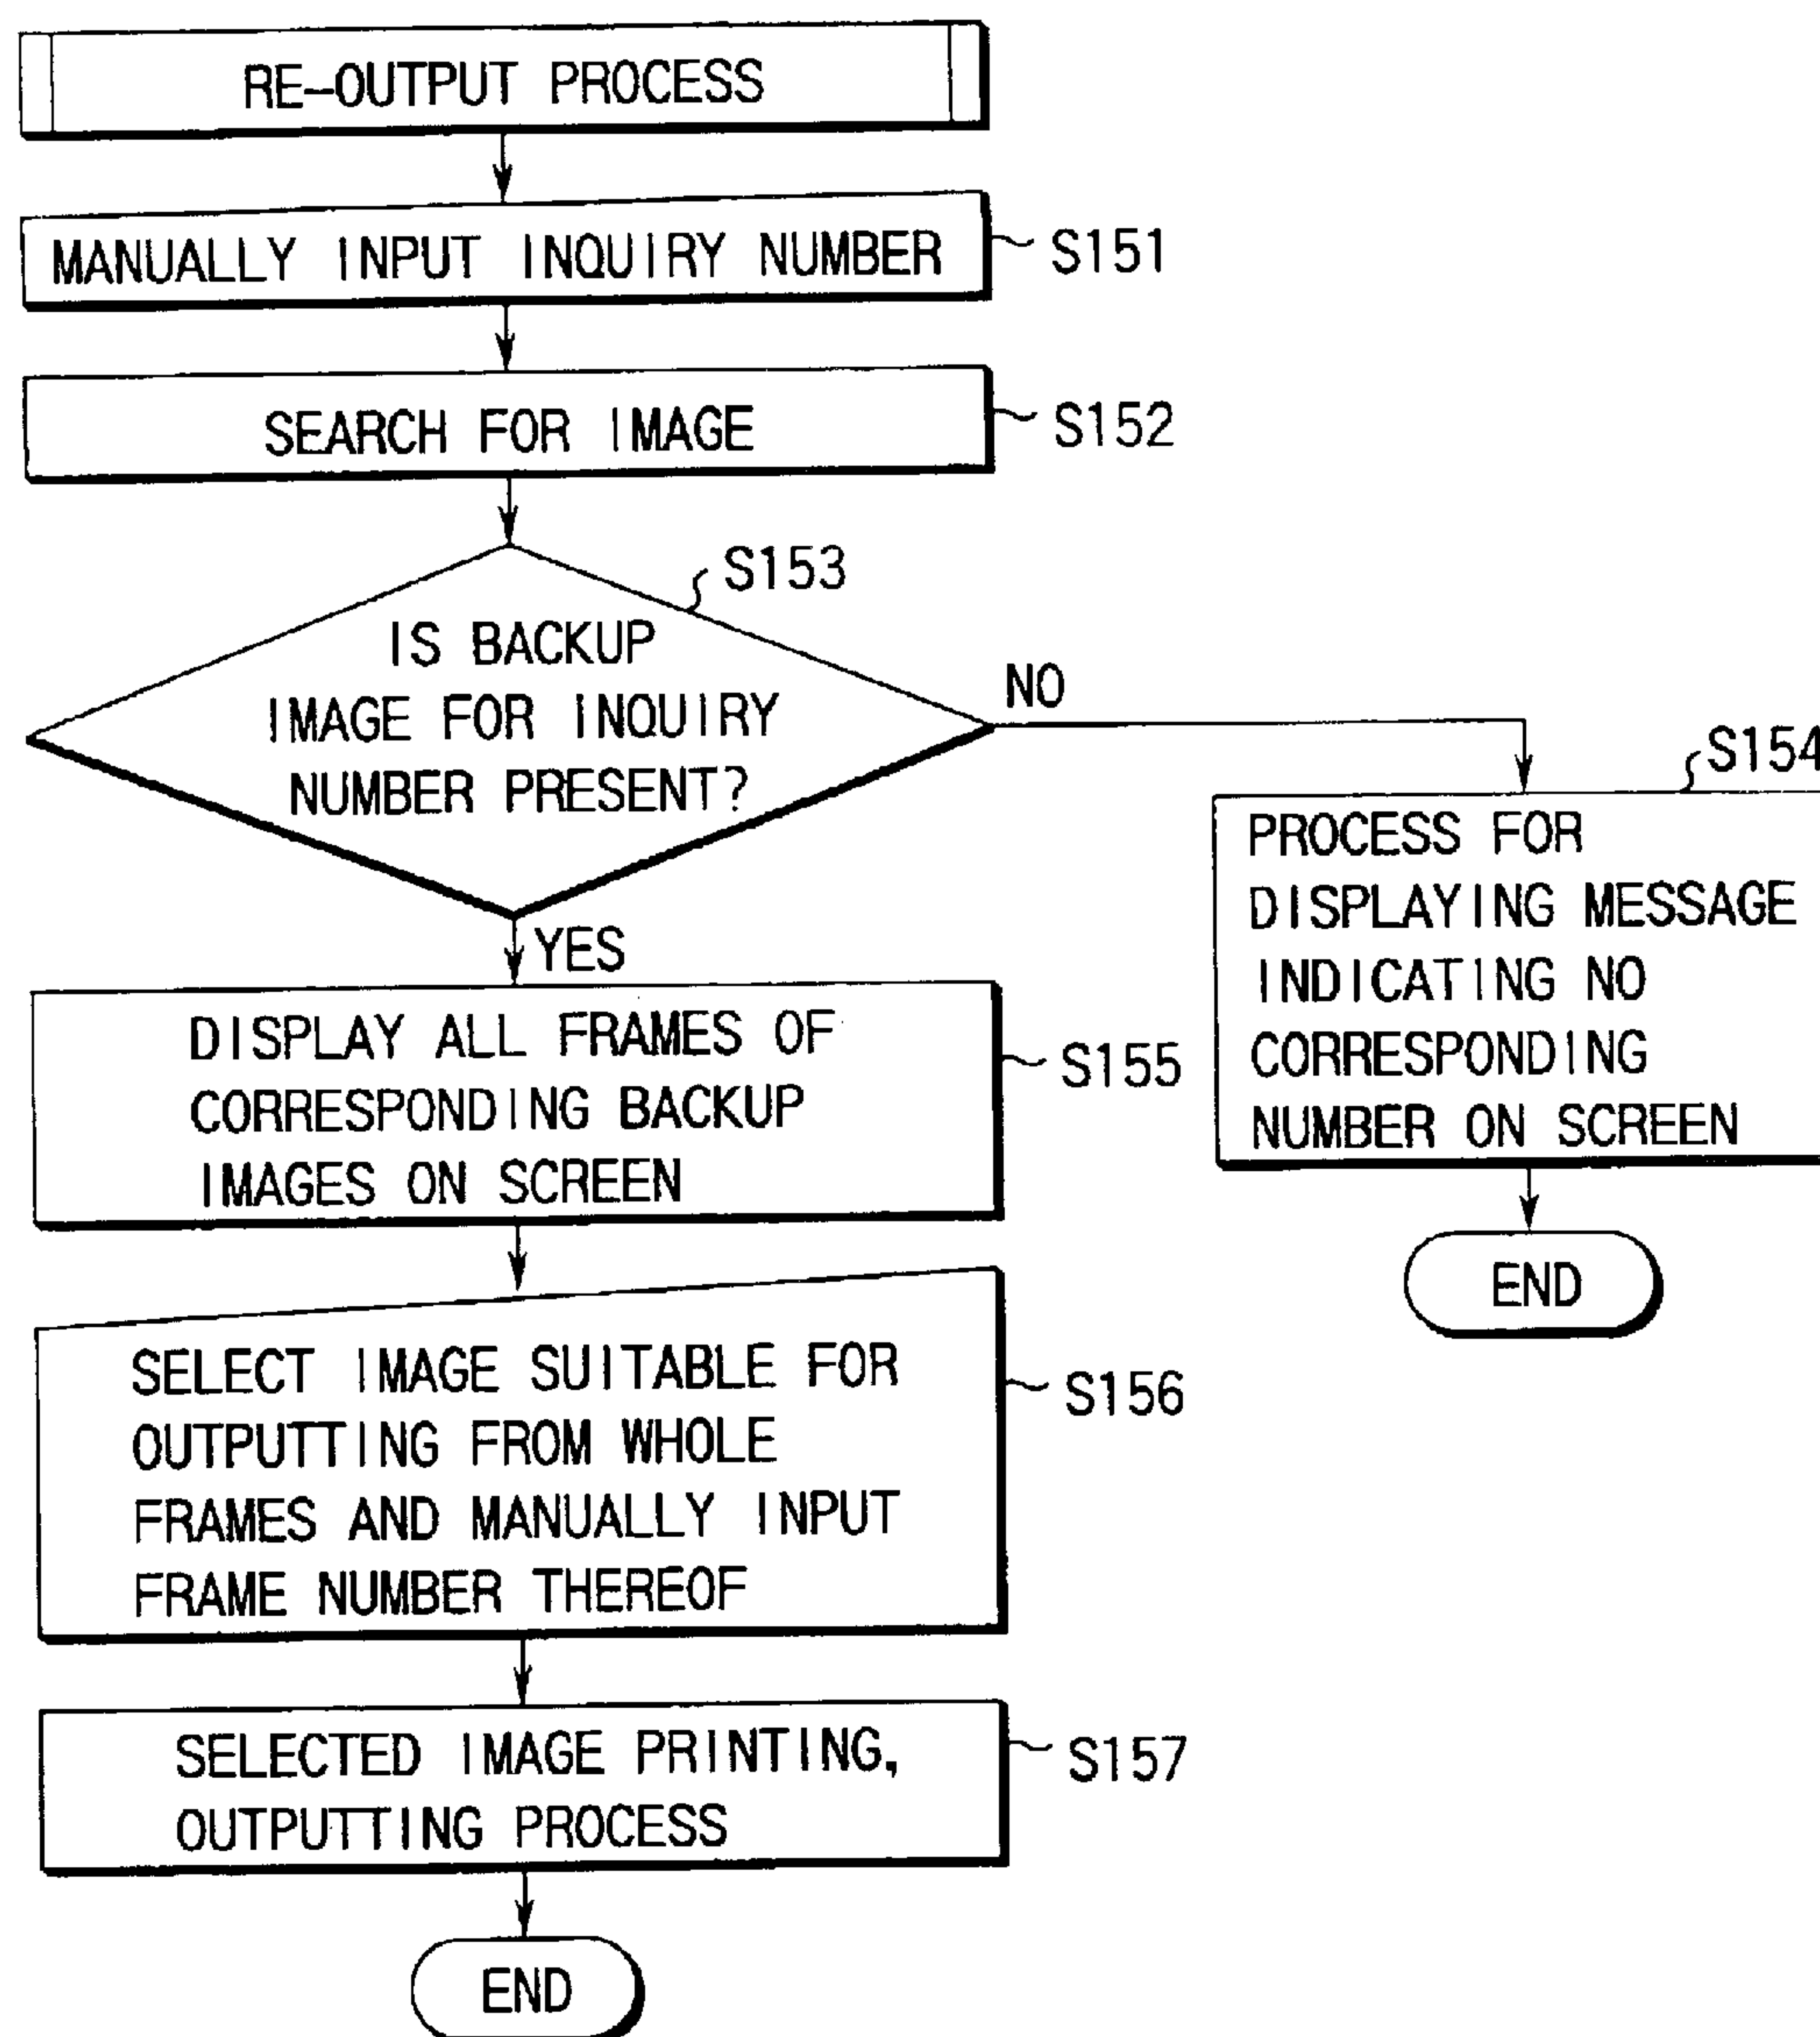 RE-OUTPUT PROCESS
MANUALLY INPUT INQUIRY NUMBER
S151
SEARCH FOR IMAGE
S152
S153
IS BACKUP
IMAGE FOR INQUIRY
NUMBER PRESENT?
NO
S154
PROCESS FOR
DISPLAYING MESSAGE
INDICATING NO
CORRESPONDING
NUMBER ON SCREEN
END
YES
DISPLAY ALL FRAMES OF
CORRESPONDING BACKUP
IMAGES ON SCREEN
S155
SELECT IMAGE SUITABLE FOR
OUTPUTTING FROM WHOLE
FRAMES AND MANUALLY INPUT
FRAME NUMBER THEREOF
S156
SELECTED IMAGE PRINTING,
OUTPUTTING PROCESS
S157
END